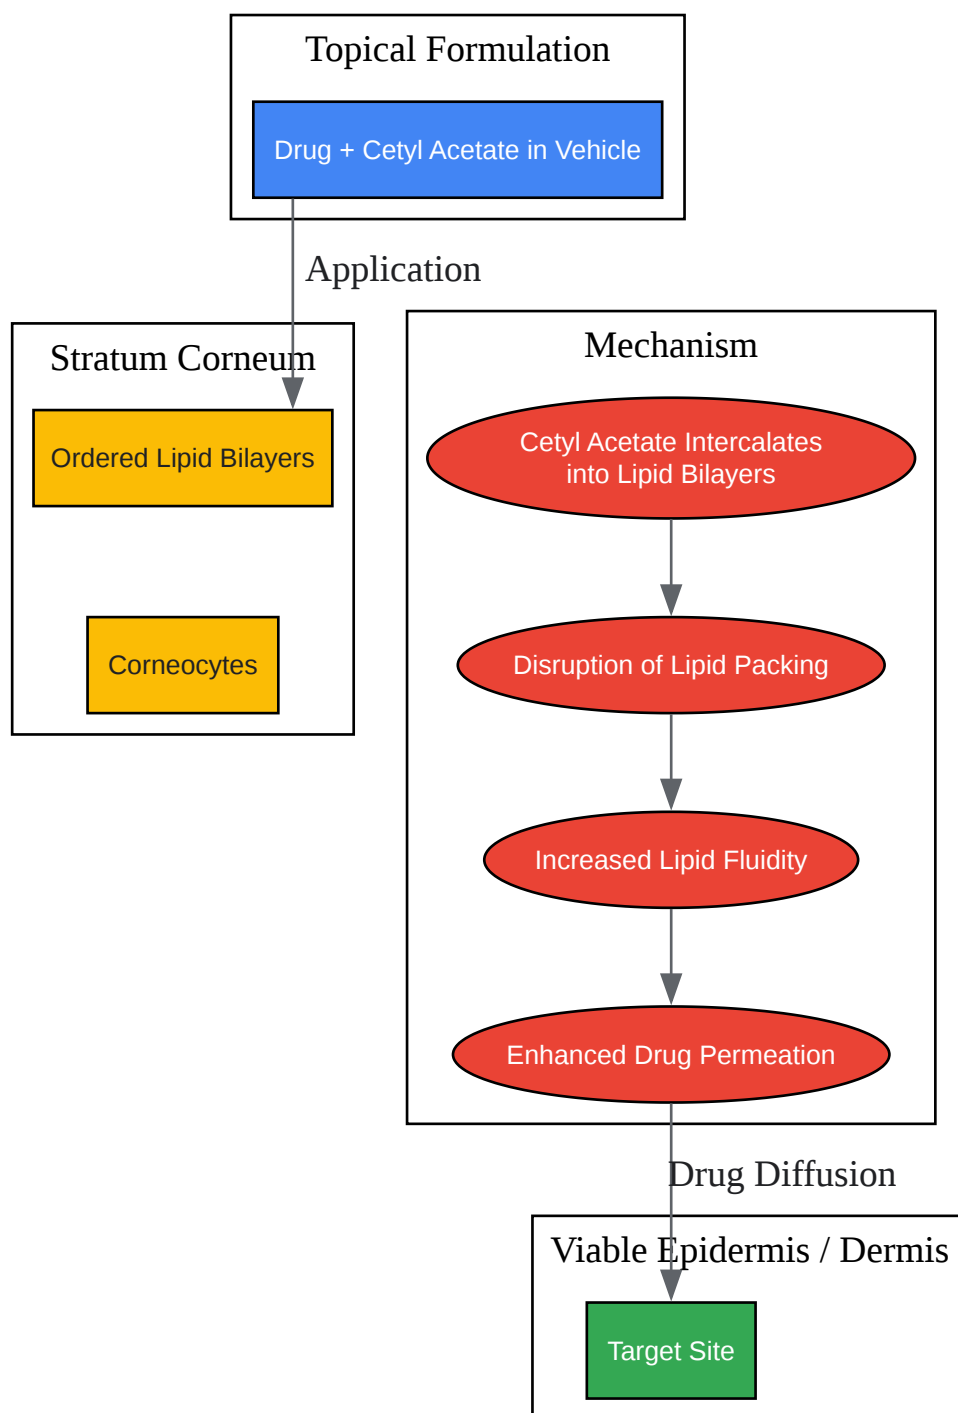 Topical Formulation
Drug + Cetyl Acetate in Vehicle
Application
Stratum Corneum
Ordered Lipid Bilayers
Corneocytes
Mechanism
Cetyl Acetate Intercalates
into Lipid Bilayers
Disruption of Lipid Packing
Increased Lipid Fluidity
Enhanced Drug Permeation
Drug Diffusion
Viable Epidermis / Dermis
Target Site